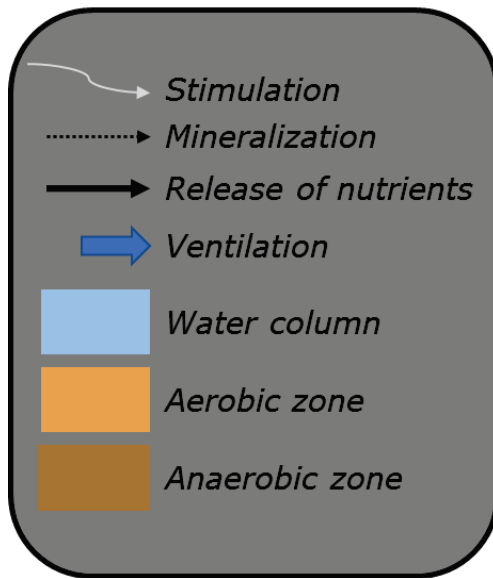 Stimulation
Mineralization
Release of nutrients
Ventilation
Water column
Aerobic zone
Anaerobic zone